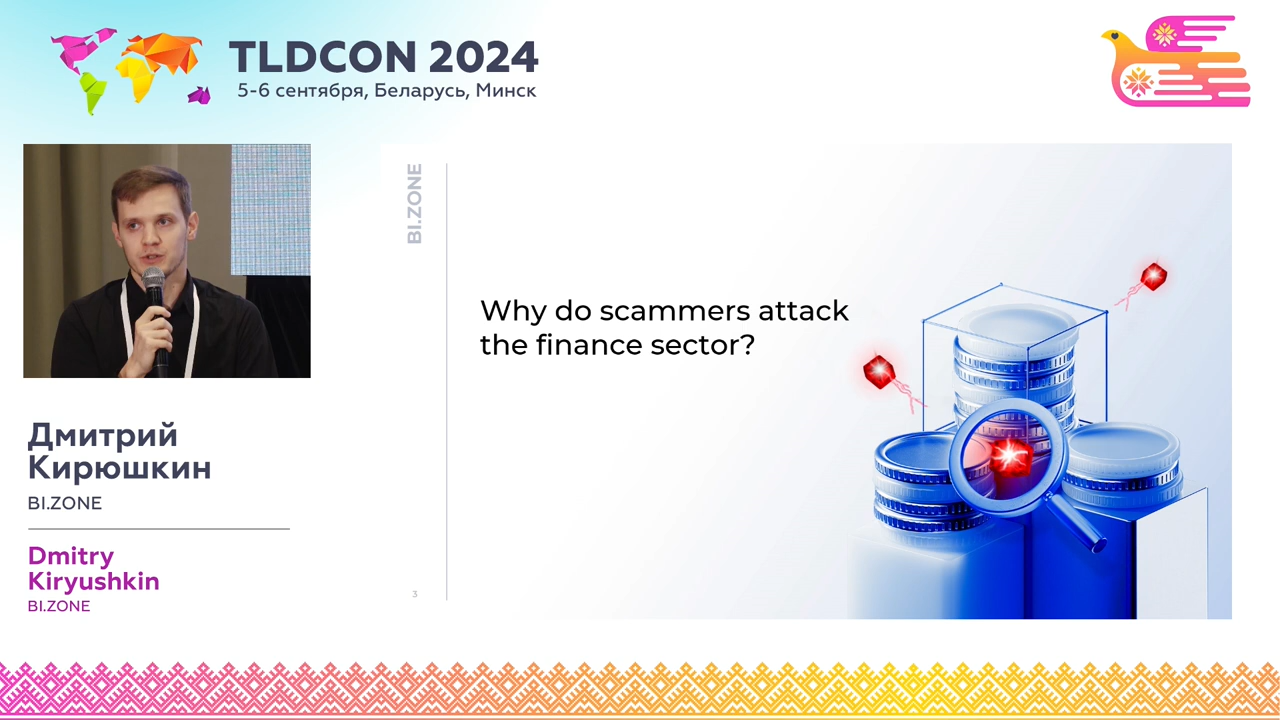 TLDCON 2024
5-6 сентября, Беларусь, Минск
BI.ZONE
Why do scammers attack
the finance sector?
3
Дмитрий
Кирюшкин
BI.ZONE
Dmitry
Kiryushkin
BI.ZONE